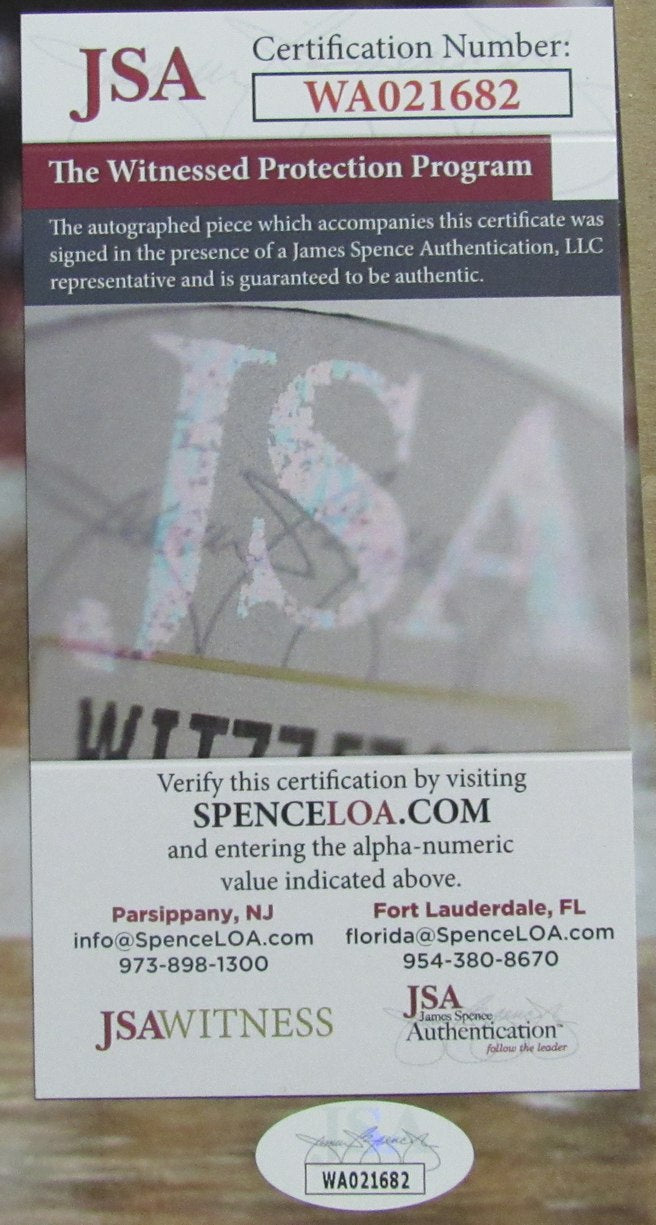 JSA
Certification Number:
WA021682
The Witnessed Protection Program
The autographed piece which accompanies this certificate was
signed in the presence of a James Spence Authentication, LLC
representative and is guaranteed to be authentic.
JSA
Verify this certification by visiting
SPENCELOA.COM
and entering the alpha-numeric
value indicated above.
Parsippany, NJ
info@SpenceLOA.com
973-898-1300
Fort Lauderdale, FL
florida@SpenceLOA.com
954-380-8670
JSAWITNESS
JSA
James Spence
Authentication™
follow the leader
JSA
WA021682